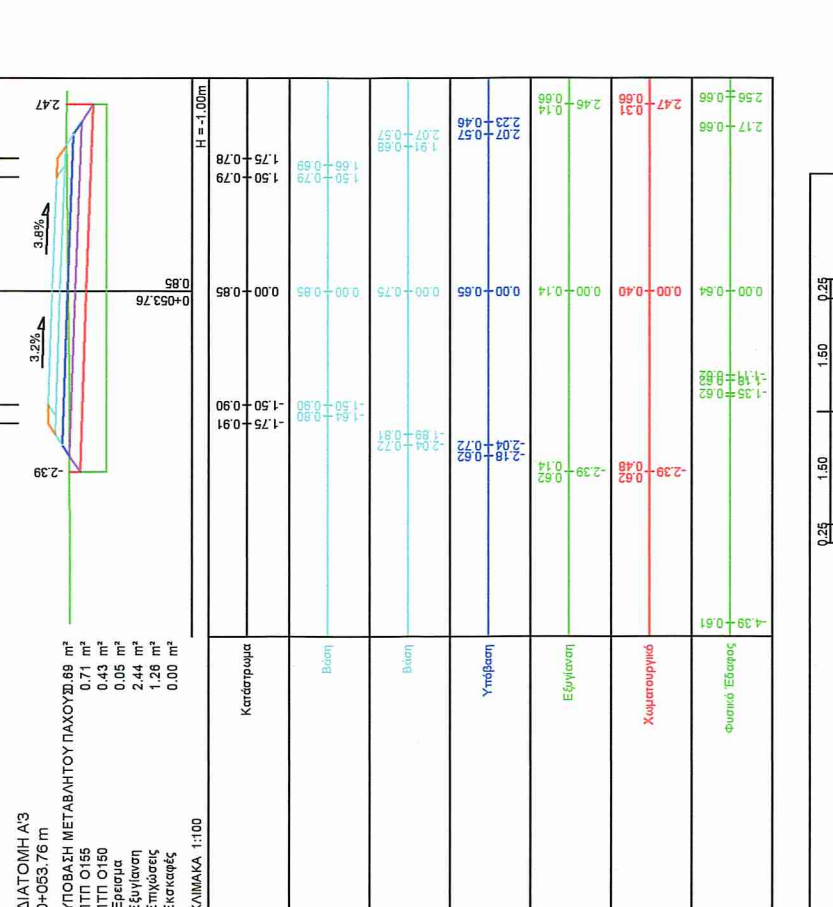 ΔΙΑΤΟΜΗ Α'3
0+053.76 m
ΥΠΟΒΑΣΗ ΜΕΤΑΒΛΗΤΟΥ ΠΑΧΟΥΣ 0.69 m²
ΠΤΠ Ο155 0.71 m²
ΠΤΠ Ο150 0.43 m²
Έρεισμα 0.05 m²
Εξυγίανση 2.44 m²
Επιχώσεις 1.26 m²
Εκσκαφές 0.00 m²
ΚΛΙΜΑΚΑ 1:100
3.2% 3.8%
-2.39 2.47
0+053.76 0.85
H = -1.00m
Κατάστρωμα
0.91 0.90 0.85 0.79 0.78
-1.75 -1.50 0.00 1.50 1.75
Βάση
0.80 0.90 0.85 0.79 0.69
-1.64 -1.50 0.00 1.50 1.66
Βάση
0.72 0.81 0.75 0.68 0.57
-2.04 -1.89 0.00 1.91 2.07
Υπόβαση
0.62 0.72 0.65 0.57 0.46
-2.18 -2.04 0.00 2.07 2.23
Εξυγίανση
0.62 0.14 0.14 0.14 0.66
-2.39 0.00 2.46
Χωματουργικό
0.62 0.48 0.40 0.31 0.66
-2.39 0.00 2.47
Φυσικό Έδαφος
0.61 0.62 0.62 0.62 0.64 0.66 0.66
-4.39 -1.35 -1.18 -1.11 0.00 2.17 2.56
0.25 1.50 1.50 0.25